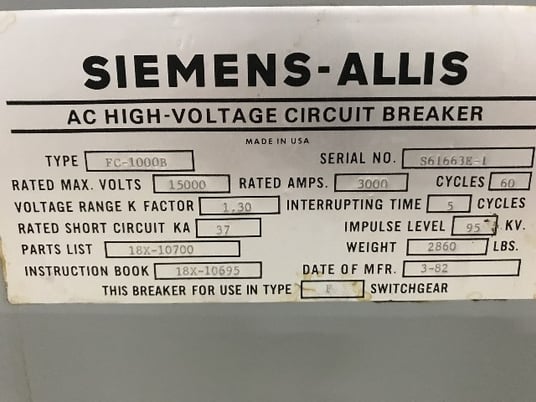 SIEMENS-ALLIS
AC HIGH-VOLTAGE CIRCUIT BREAKER
MADE IN USA
TYPE FC-1000B SERIAL NO. S61663E-1
RATED MAX. VOLTS 15000 RATED AMPS. 3000 CYCLES 60
VOLTAGE RANGE K FACTOR 1.30 INTERRUPTING TIME 5 CYCLES
RATED SHORT CIRCUIT KA 37 IMPULSE LEVEL 95 KV.
PARTS LIST 18X-10700 WEIGHT 2860 LBS.
INSTRUCTION BOOK 18X-10695 DATE OF MFR. 3-82
THIS BREAKER FOR USE IN TYPE F SWITCHGEAR